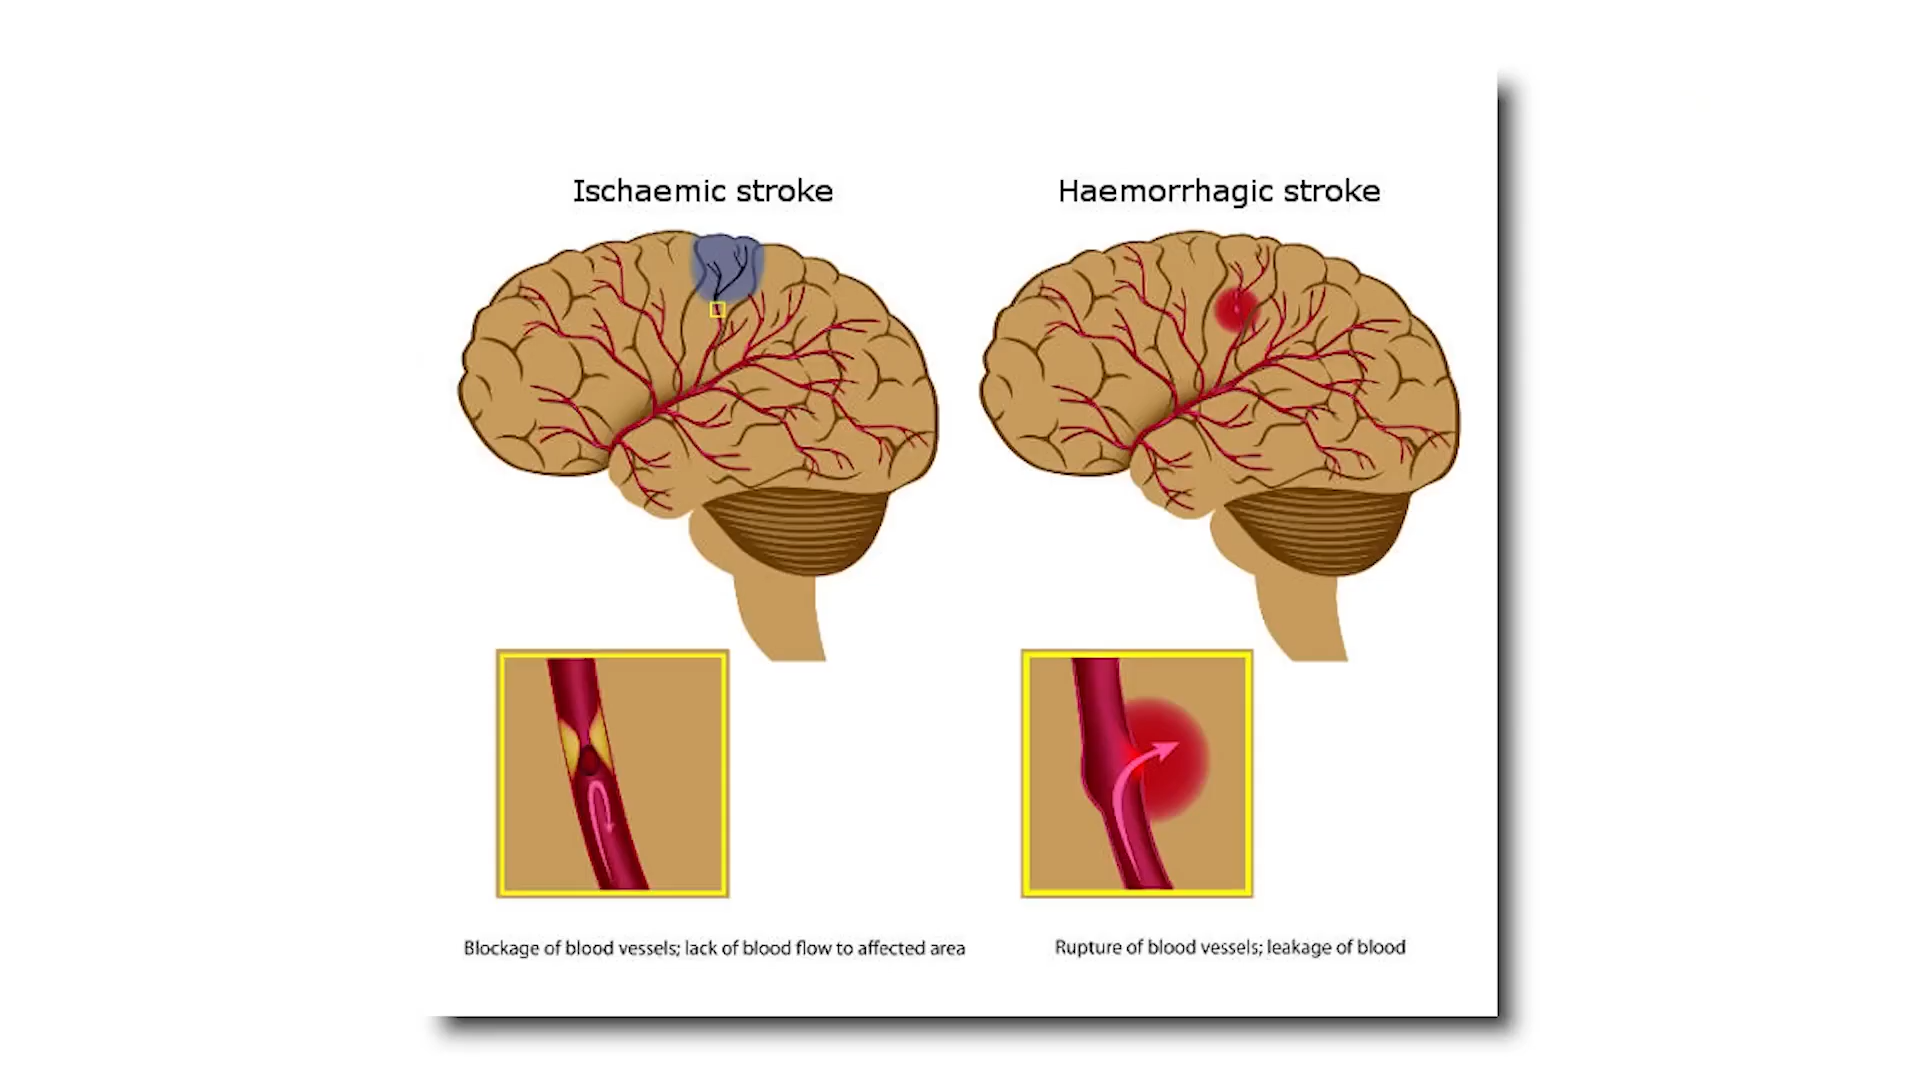 Ischaemic stroke
Haemorrhagic stroke
Blockage of blood vessels; lack of blood flow to affected area
Rupture of blood vessels; leakage of blood